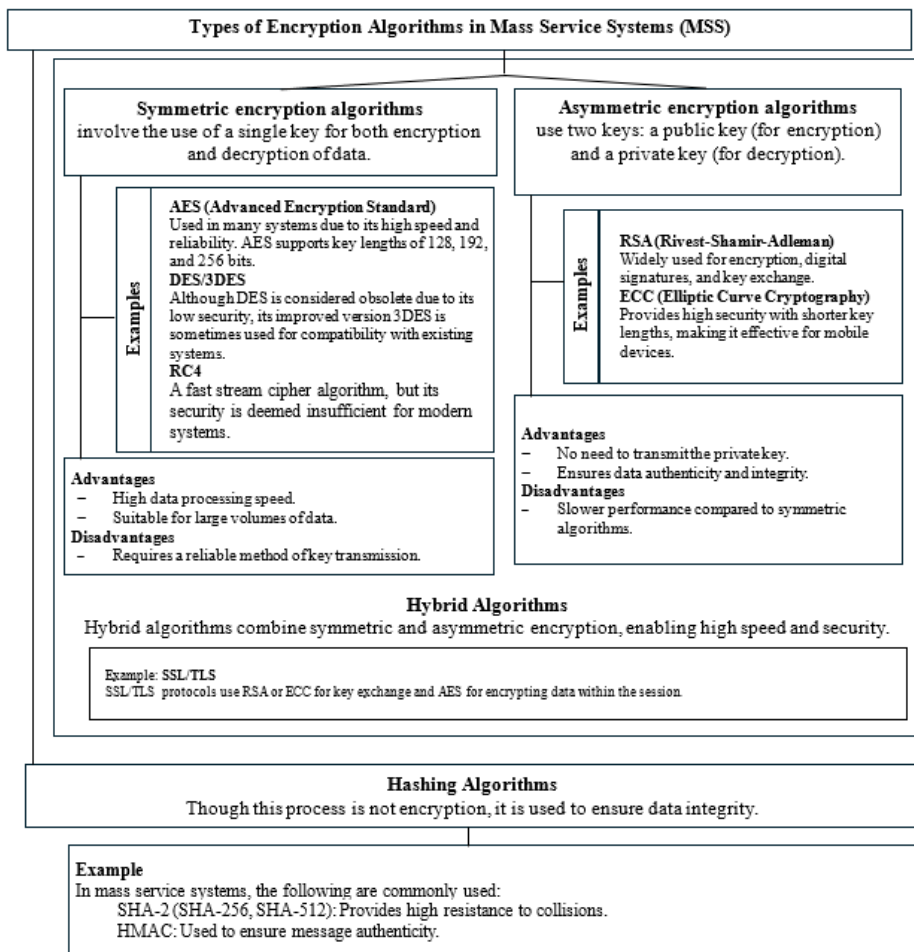 Types of Encryption Algorithms in Mass Service Systems (MSS)
Symmetric encryption algorithms
involve the use of a single key for both encryption
and decryption of data.
Examples
AES (Advanced Encryption Standard)
Used in many systems due to its high speed and
reliability. AES supports key lengths of 128, 192,
and 256 bits.
DES/3DES
Although DES is considered obsolete due to its
low security, its improved version 3DES is
sometimes used for compatibility with existing
systems.
RC4
A fast stream cipher algorithm, but its
security is deemed insufficient for modern
systems.
Advantages
– High data processing speed.
– Suitable for large volumes of data.
Disadvantages
– Requires a reliable method of key transmission.
Asymmetric encryption algorithms
use two keys: a public key (for encryption)
and a private key (for decryption).
Examples
RSA (Rivest-Shamir-Adleman)
Widely used for encryption, digital
signatures, and key exchange.
ECC (Elliptic Curve Cryptography)
Provides high security with shorter key
lengths, making it effective for mobile
devices.
Advantages
– No need to transmit the private key.
– Ensures data authenticity and integrity.
Disadvantages
– Slower performance compared to symmetric
algorithms.
Hybrid Algorithms
Hybrid algorithms combine symmetric and asymmetric encryption, enabling high speed and security.
Example: SSL/TLS
SSL/TLS protocols use RSA or ECC for key exchange and AES for encrypting data within the session.
Hashing Algorithms
Though this process is not encryption, it is used to ensure data integrity.
Example
In mass service systems, the following are commonly used:
SHA-2 (SHA-256, SHA-512): Provides high resistance to collisions.
HMAC: Used to ensure message authenticity.